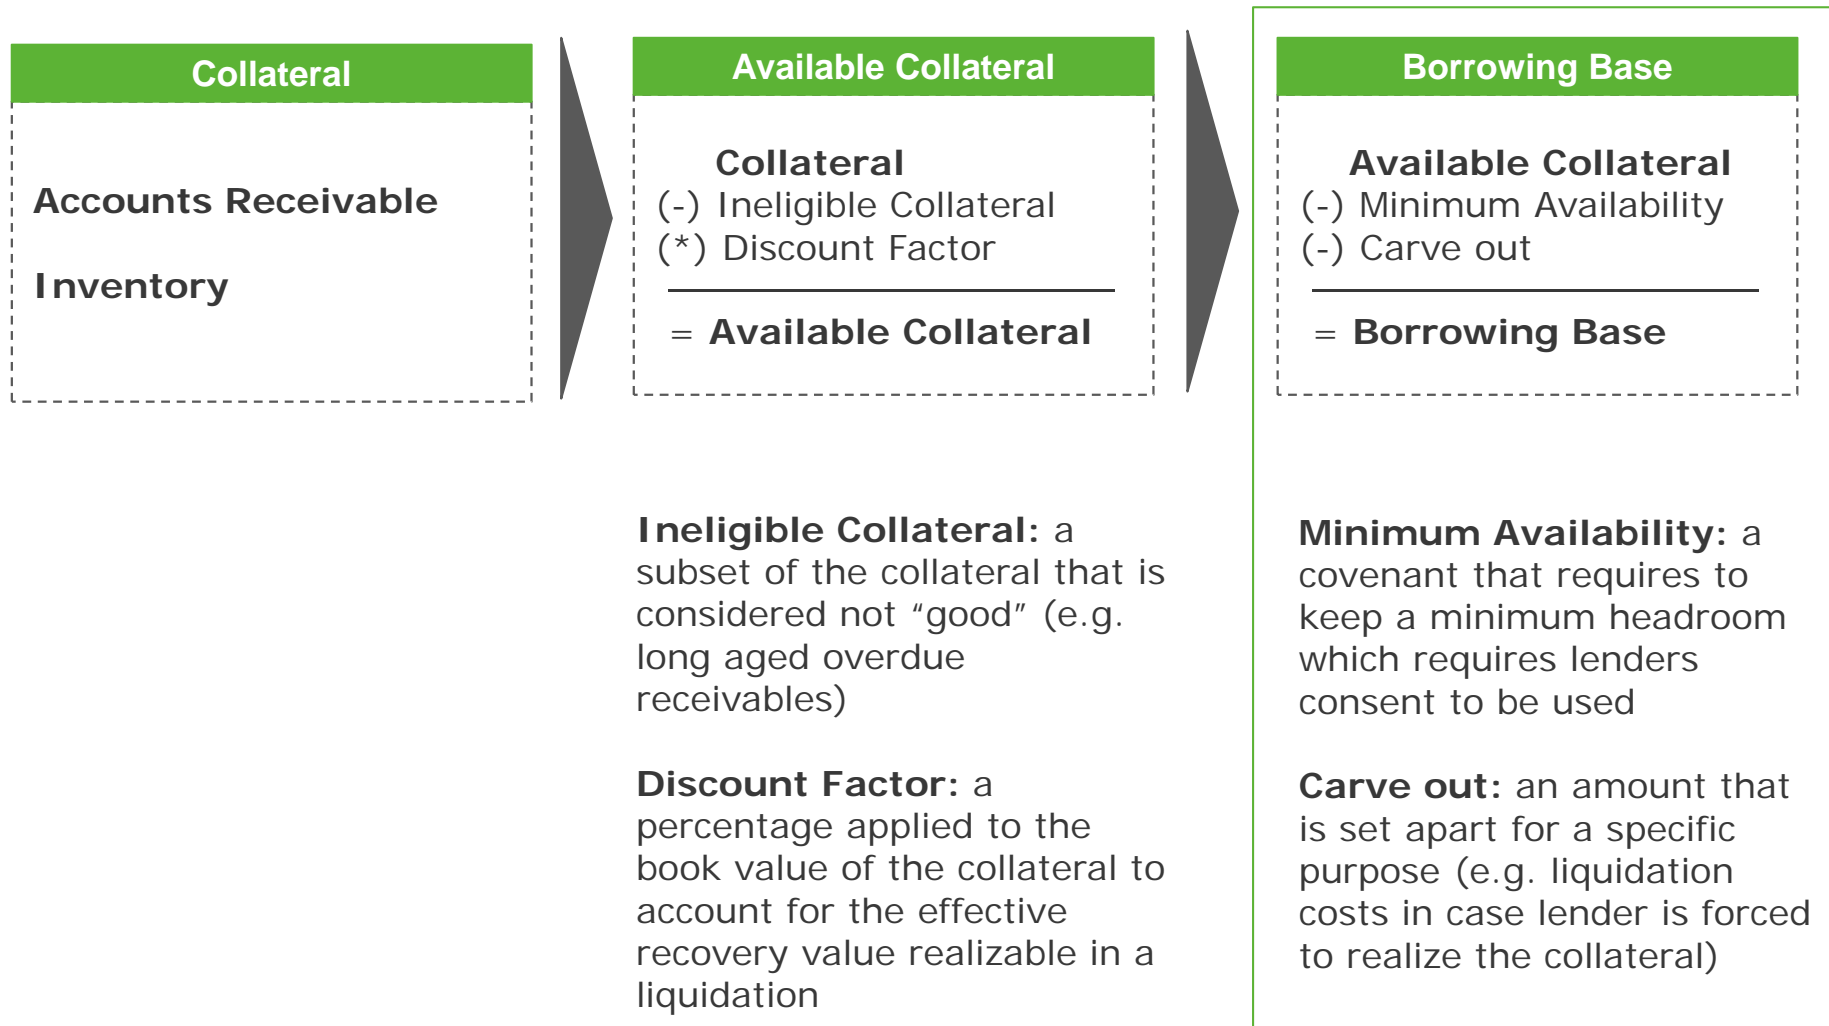 Collateral
Accounts Receivable
Inventory
Available Collateral
Collateral
(-) Ineligible Collateral
(*) Discount Factor
= Available Collateral
Borrowing Base
Available Collateral
(-) Minimum Availability
(-) Carve out
= Borrowing Base
Ineligible Collateral: a
subset of the collateral that is
considered not “good” (e.g.
long aged overdue
receivables)
Discount Factor: a
percentage applied to the
book value of the collateral to
account for the effective
recovery value realizable in a
liquidation
Minimum Availability: a
covenant that requires to
keep a minimum headroom
which requires lenders
consent to be used
Carve out: an amount that
is set apart for a specific
purpose (e.g. liquidation
costs in case lender is forced
to realize the collateral)